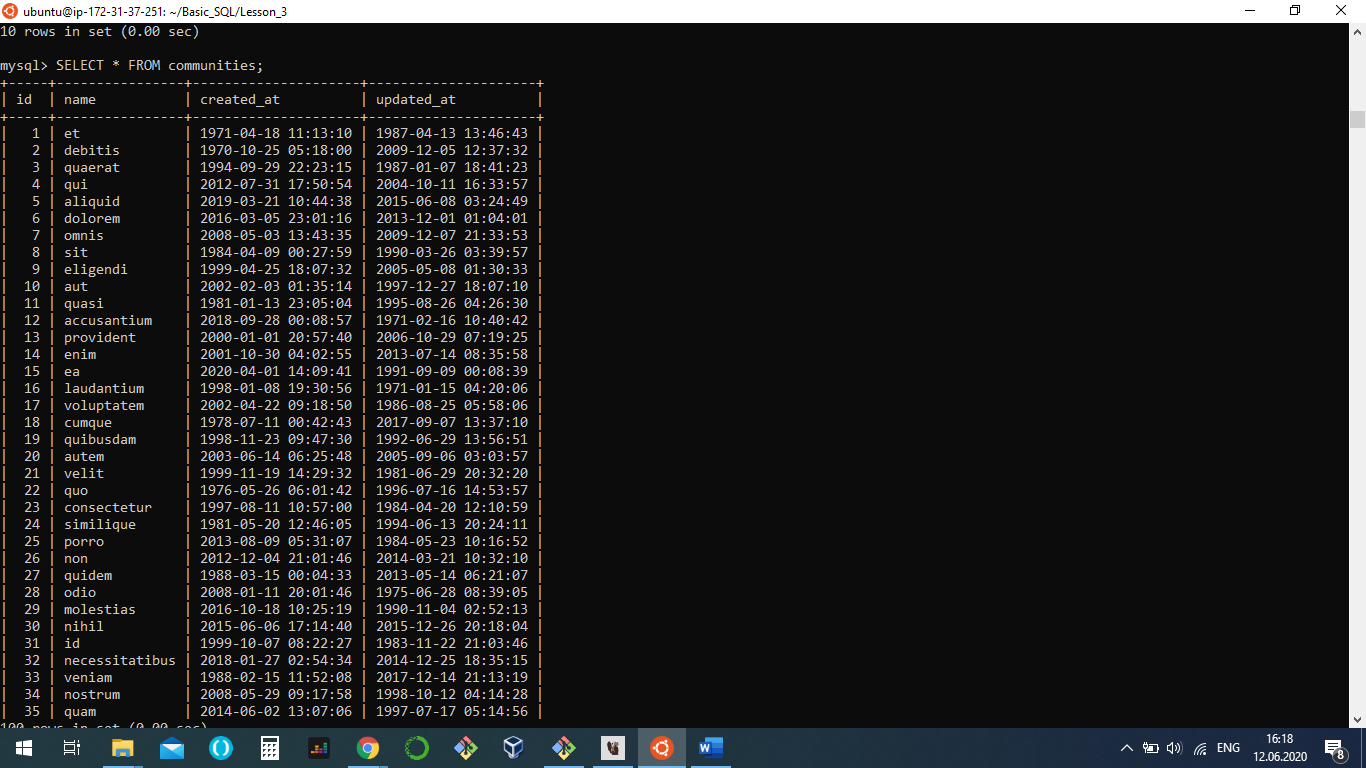 ubuntu@ip-172-31-37-251: ~/Basic_SQL/Lesson_3
10 rows in set (0.00 sec)
mysql> SELECT * FROM communities;
+-----+----------------+---------------------+---------------------+
| id | name | created_at | updated_at |
+-----+----------------+---------------------+---------------------+
| 1 | et | 1971-04-18 11:13:10 | 1987-04-13 13:46:43 |
| 2 | debitis | 1970-10-25 05:18:00 | 2009-12-05 12:37:32 |
| 3 | quaerat | 1994-09-29 22:23:15 | 1987-01-07 18:41:23 |
| 4 | qui | 2012-07-31 17:50:54 | 2004-10-11 16:33:57 |
| 5 | aliquid | 2019-03-21 10:44:38 | 2015-06-08 03:24:49 |
| 6 | dolorem | 2016-03-05 23:01:16 | 2013-12-01 01:04:01 |
| 7 | omnis | 2008-05-03 13:43:35 | 2009-12-07 21:33:53 |
| 8 | sit | 1984-04-09 00:27:59 | 1990-03-26 03:39:57 |
| 9 | eligendi | 1999-04-25 18:07:32 | 2005-05-08 01:30:33 |
| 10 | aut | 2002-02-03 01:35:14 | 1997-12-27 18:07:10 |
| 11 | quasi | 1981-01-13 23:05:04 | 1995-08-26 04:26:30 |
| 12 | accusantium | 2018-09-28 00:08:57 | 1971-02-16 10:40:42 |
| 13 | provident | 2000-01-01 20:57:40 | 2006-10-29 07:19:25 |
| 14 | enim | 2001-10-30 04:02:55 | 2013-07-14 08:35:58 |
| 15 | ea | 2020-04-01 14:09:41 | 1991-09-09 00:08:39 |
| 16 | laudantium | 1998-01-08 19:30:56 | 1971-01-15 04:20:06 |
| 17 | voluptatem | 2002-04-22 09:18:50 | 1986-08-25 05:58:06 |
| 18 | cumque | 1978-07-11 00:42:43 | 2017-09-07 13:37:10 |
| 19 | quibusdam | 1998-11-23 09:47:30 | 1992-06-29 13:56:51 |
| 20 | autem | 2003-06-14 06:25:48 | 2005-09-06 03:03:57 |
| 21 | velit | 1999-11-19 14:29:32 | 1981-06-29 20:32:20 |
| 22 | quo | 1976-05-26 06:01:42 | 1996-07-16 14:53:57 |
| 23 | consectetur | 1997-08-11 10:57:00 | 1984-04-20 12:10:59 |
| 24 | similique | 1981-05-20 12:46:05 | 1994-06-13 20:24:11 |
| 25 | porro | 2013-08-09 05:31:07 | 1984-05-23 10:16:52 |
| 26 | non | 2012-12-04 21:01:46 | 2014-03-21 10:32:10 |
| 27 | quidem | 1988-03-15 00:04:33 | 2013-05-14 06:21:07 |
| 28 | odio | 2008-01-11 20:01:46 | 1975-06-28 08:39:05 |
| 29 | molestias | 2016-10-18 10:25:19 | 1990-11-04 02:52:13 |
| 30 | nihil | 2015-06-06 17:14:40 | 2015-12-26 20:18:04 |
| 31 | id | 1999-10-07 08:22:27 | 1983-11-22 21:03:46 |
| 32 | necessitatibus | 2018-01-27 02:54:34 | 2014-12-25 18:35:15 |
| 33 | veniam | 1988-02-15 11:52:08 | 2017-12-14 21:13:19 |
| 34 | nostrum | 2008-05-29 09:17:58 | 1998-10-12 04:14:28 |
| 35 | quam | 2014-06-02 13:07:06 | 1997-07-17 05:14:56 |
100 rows in set (0.00 sec)
ENG
16:18
12.06.2020
8